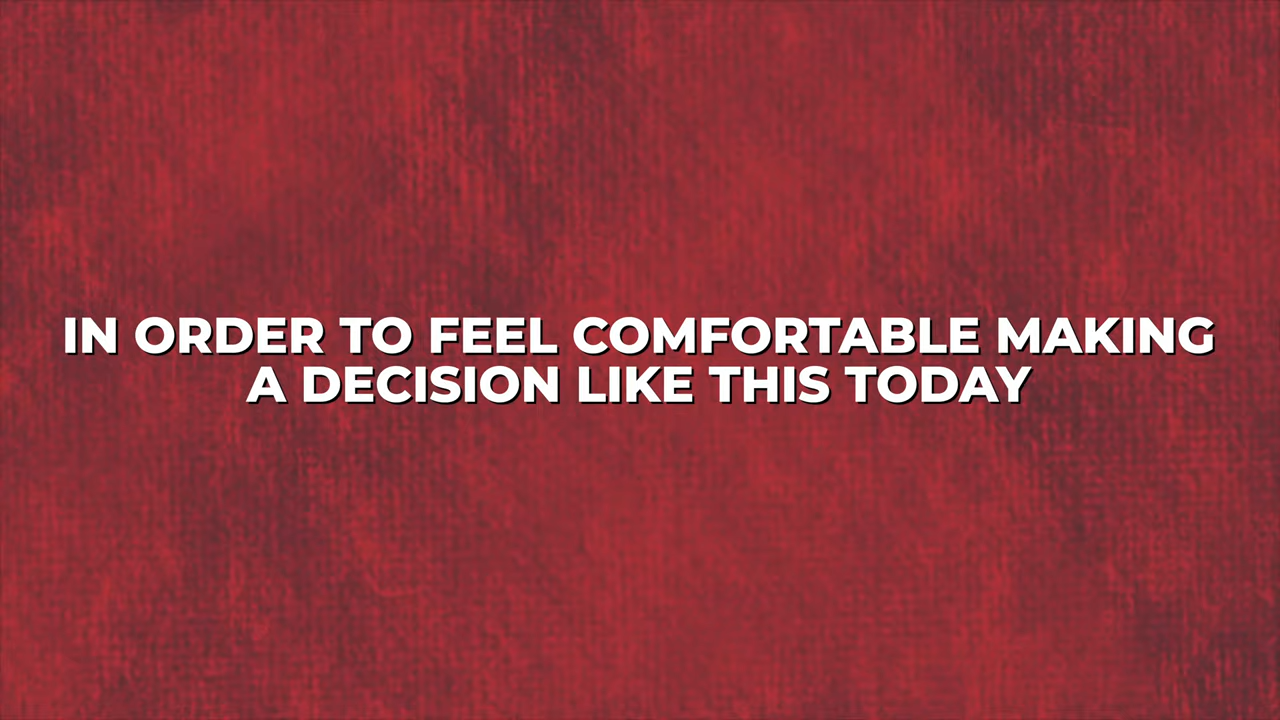 IN ORDER TO FEEL COMFORTABLE MAKING
A DECISION LIKE THIS TODAY